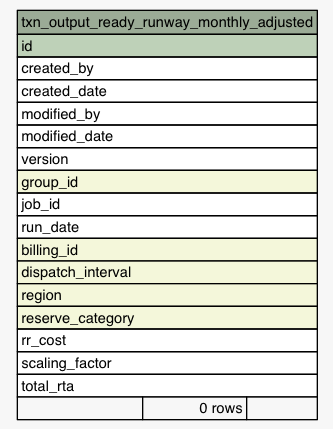 txn_output_ready_runway_monthly_adjusted
id
created_by
created_date
modified_by
modified_date
version
group_id
job_id
run_date
billing_id
dispatch_interval
region
reserve_category
rr_cost
scaling_factor
total_rta
0 rows